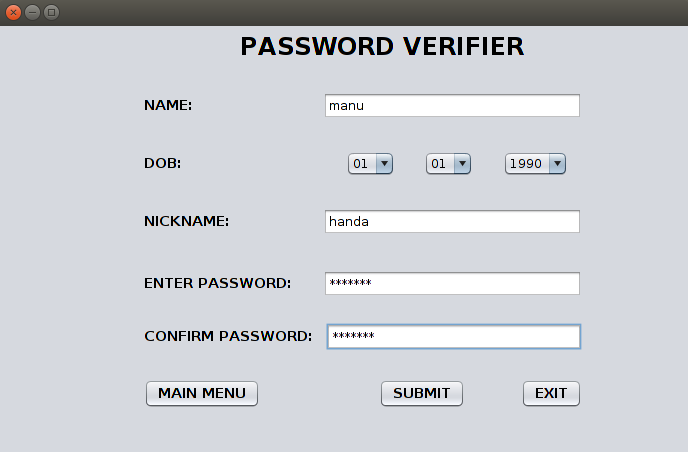 PASSWORD VERIFIER
NAME: manu
DOB: 01 01 1990
NICKNAME: handa
ENTER PASSWORD: *******
CONFIRM PASSWORD: *******
MAIN MENU SUBMIT EXIT